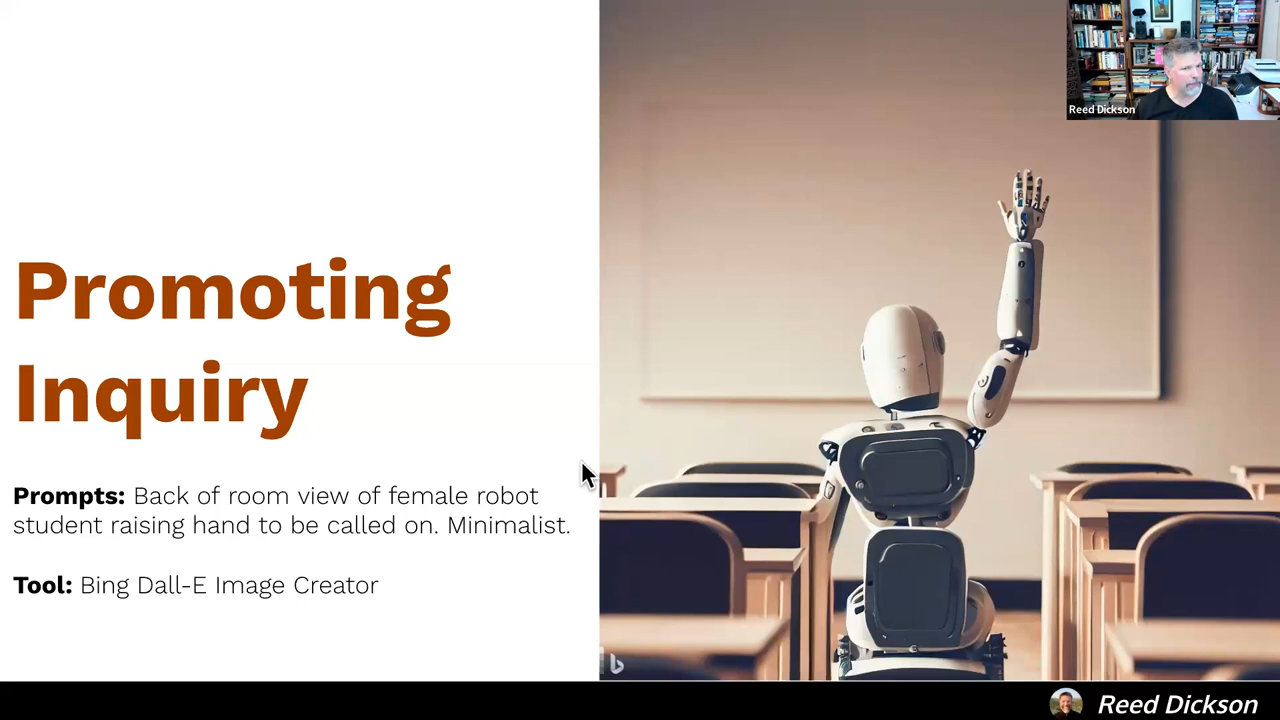 Reed Dickson
Promoting
Inquiry
Prompts: Back of room view of female robot
student raising hand to be called on. Minimalist.
Tool: Bing Dall-E Image Creator
Reed Dickson